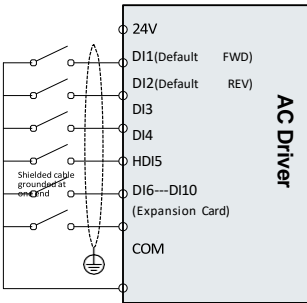 24V
DI1(Default FWD)
DI2(Default REV)
DI3
DI4
HDI5
DI6---DI10
(Expansion Card)
COM
AC Driver
Shielded cable
grounded at
one end